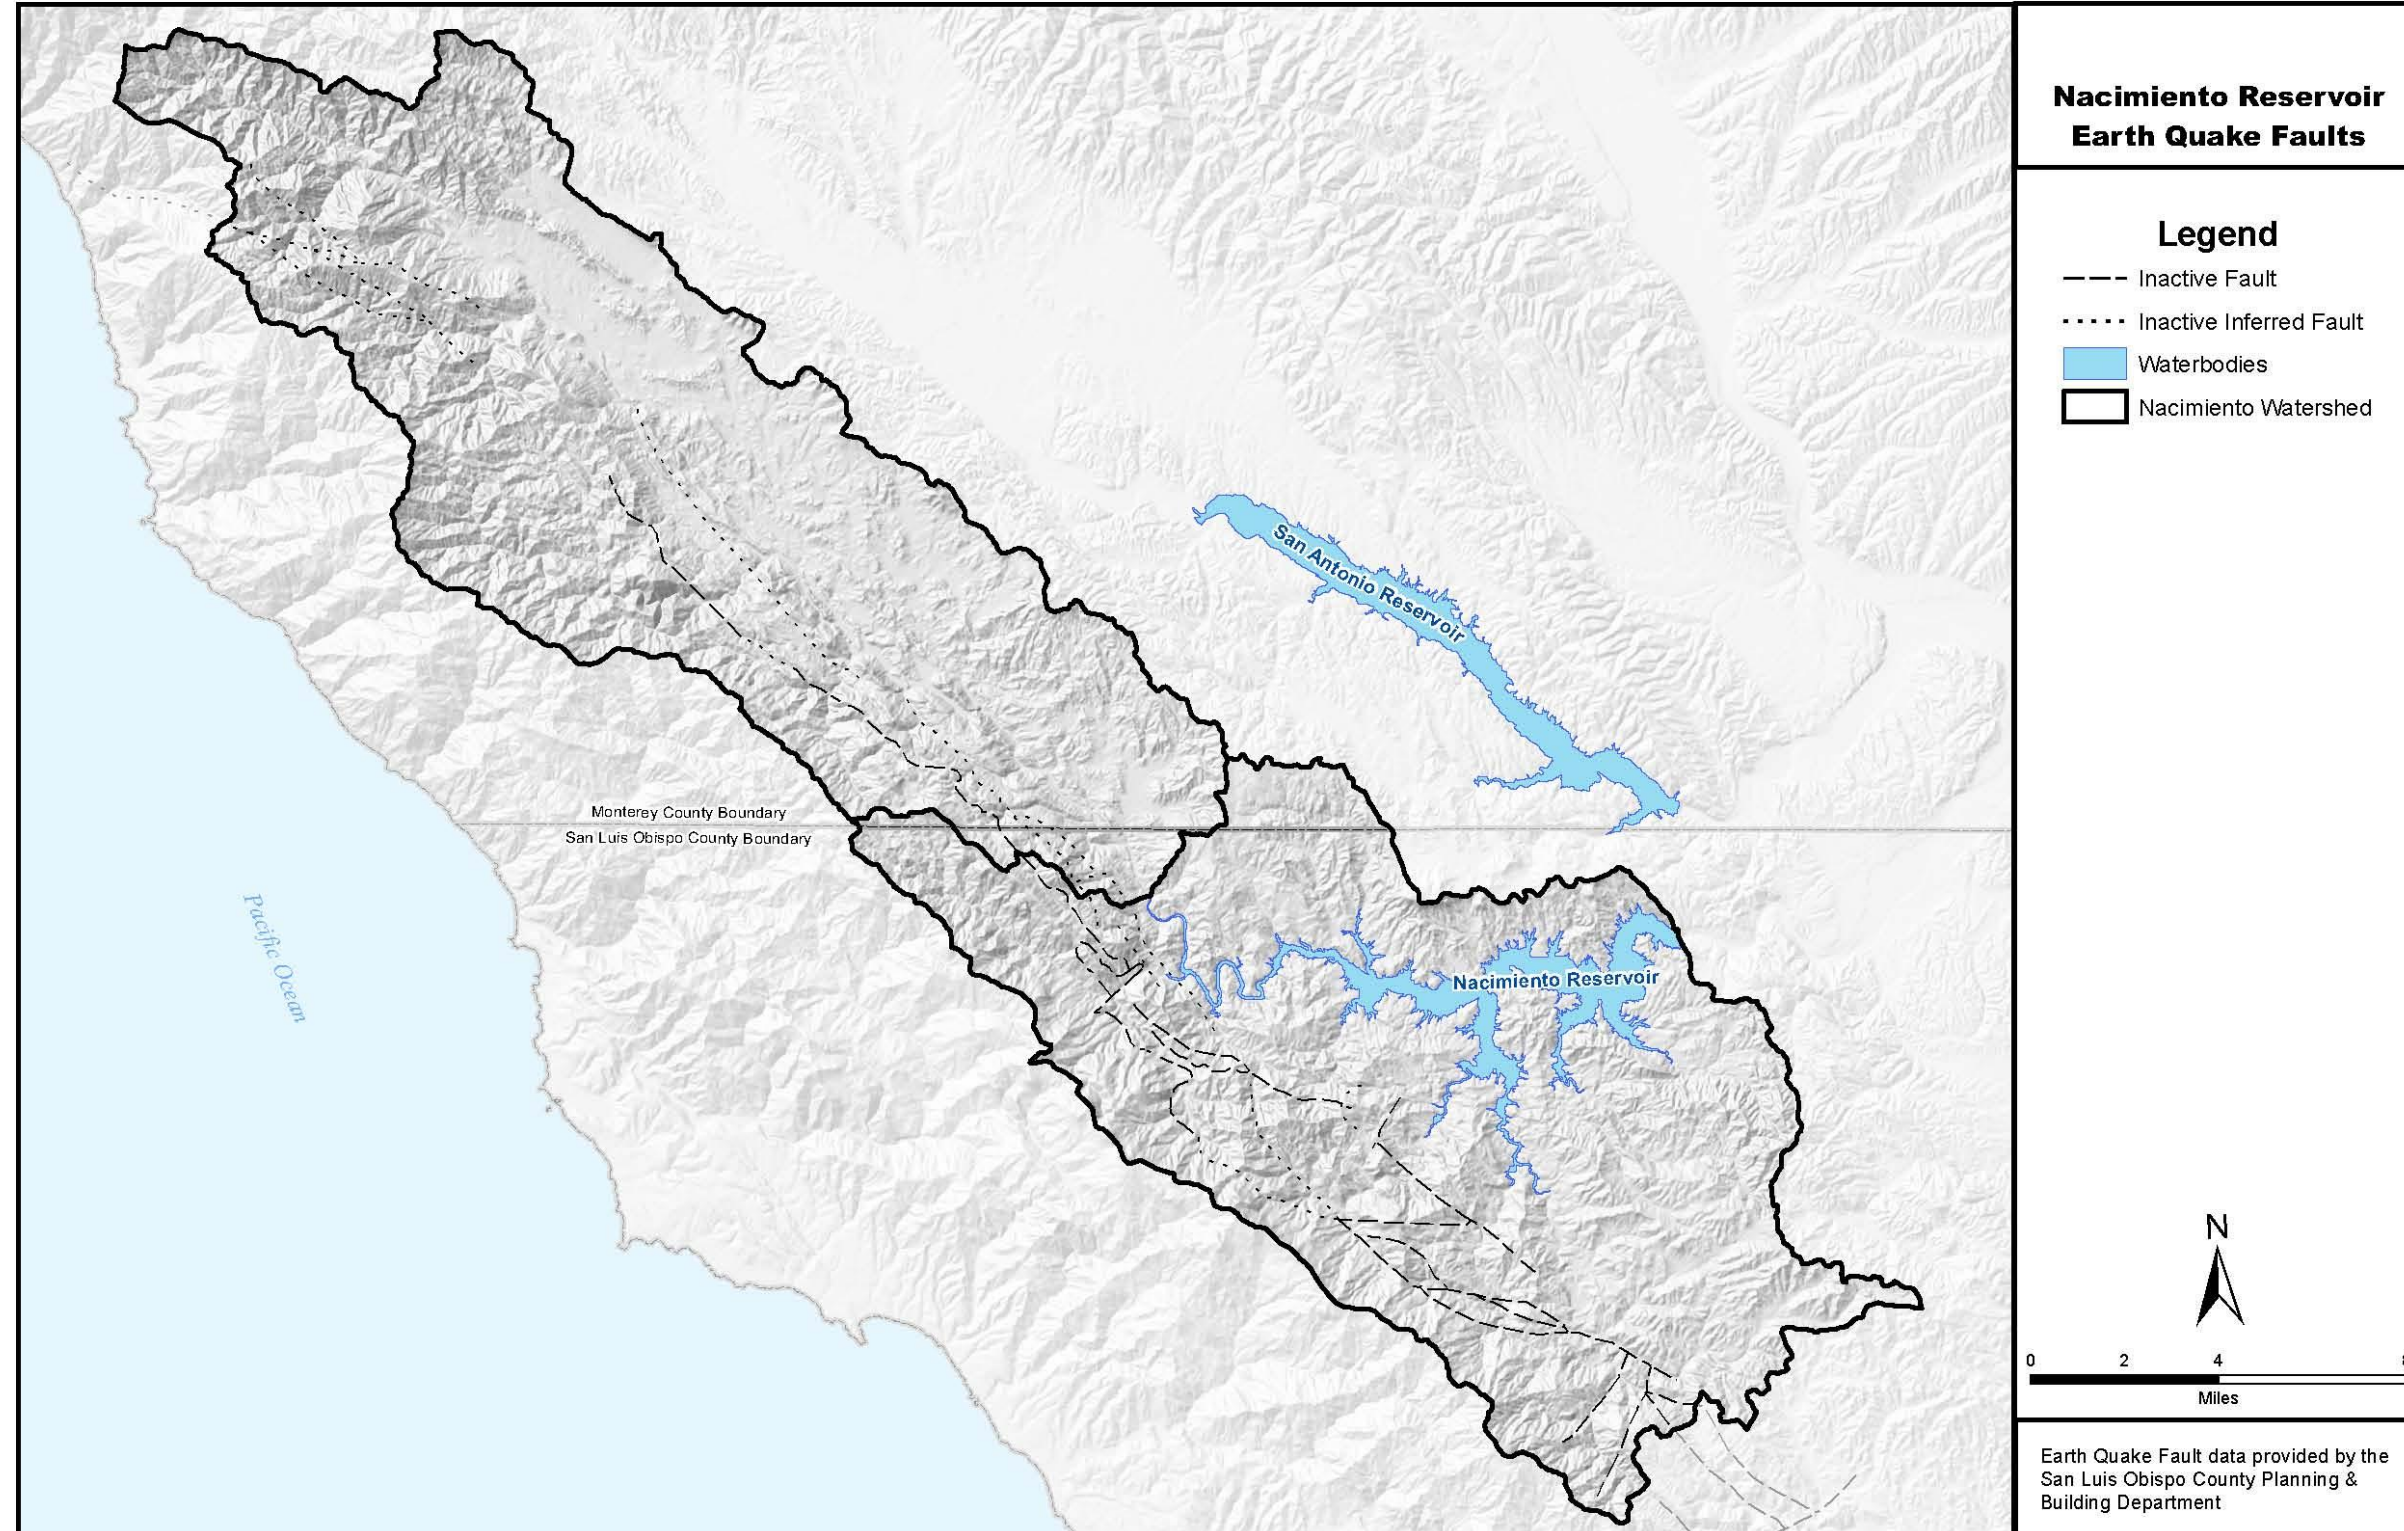 Nacimiento Reservoir
Earth Quake Faults
Legend
Inactive Fault
Inactive Inferred Fault
Waterbodies
Nacimiento Watershed
San Antonio Reservoir
Monterey County Boundary
San Luis Obispo County Boundary
Pacific Ocean
Nacimiento Reservoir
N
0 2 4
Miles
Earth Quake Fault data provided by the
San Luis Obispo County Planning &
Building Department